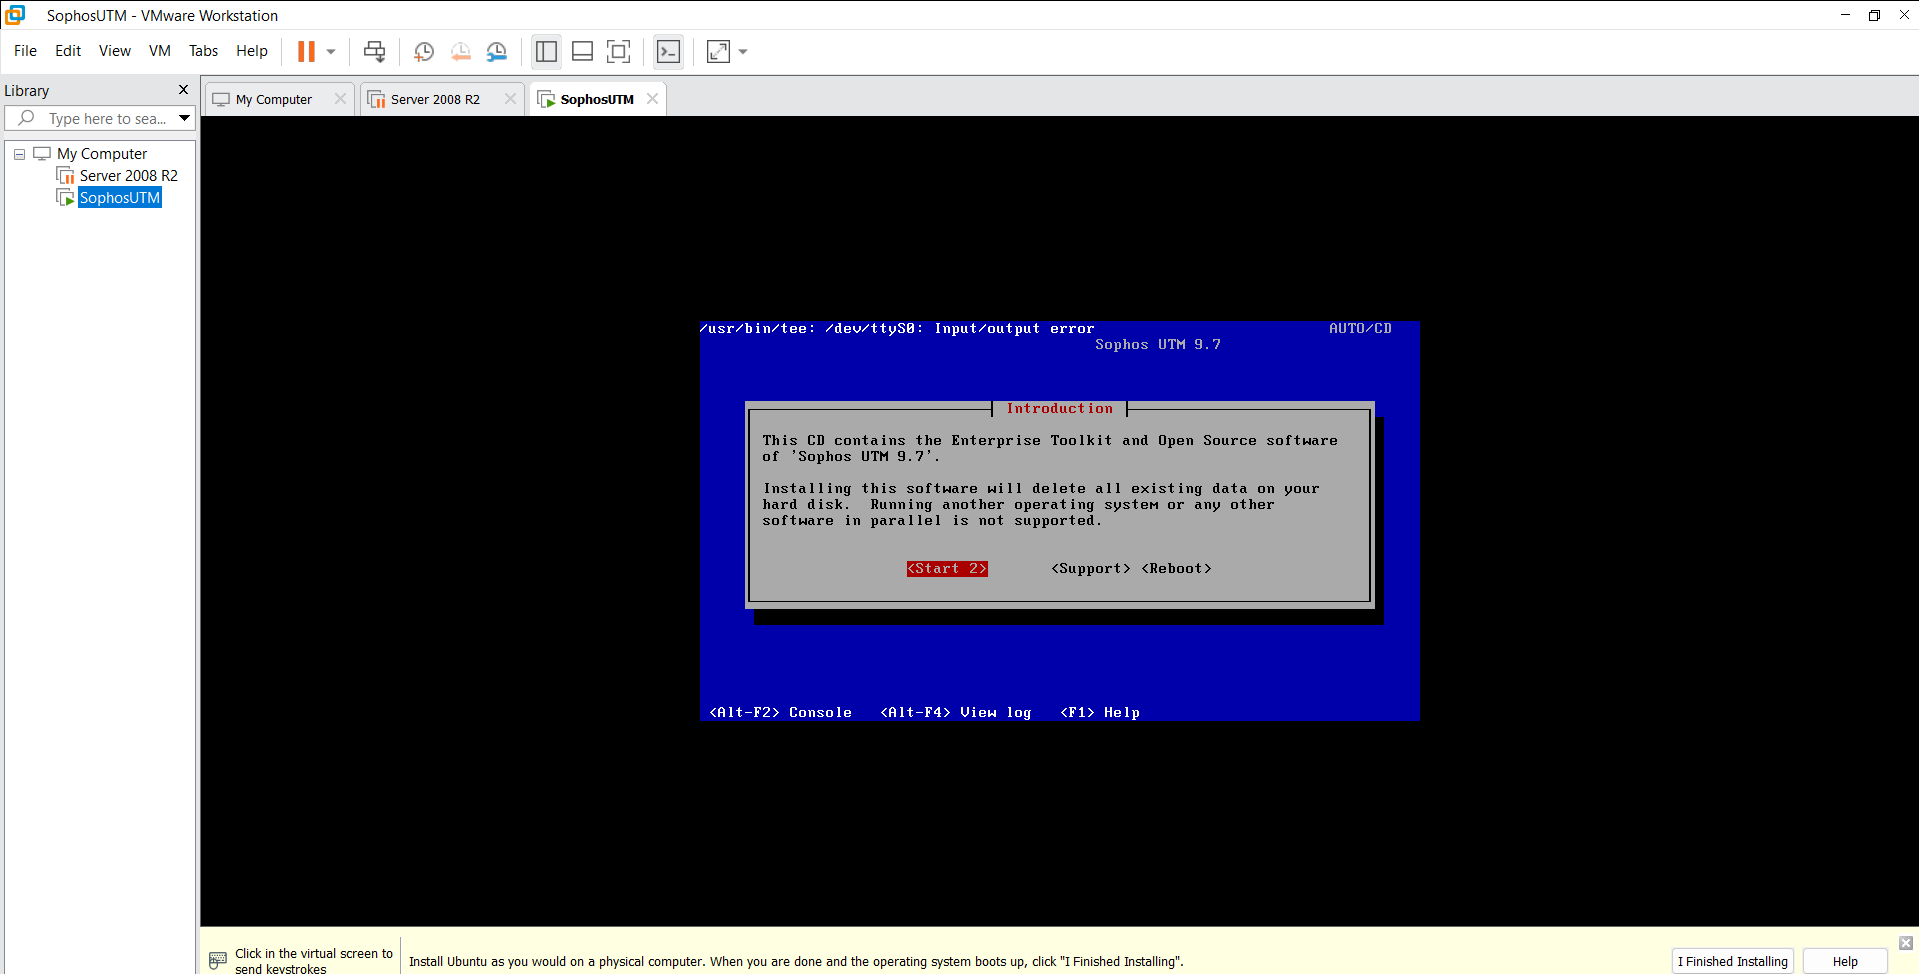 SophosUTM - VMware Workstation
File Edit View VM Tabs Help
Library
Type here to sea...
My Computer
Server 2008 R2
SophosUTM
My Computer Server 2008 R2 SophosUTM
/usr/bin/tee: /dev/ttyS0: Input/output error AUTO/CD
Sophos UTM 9.7
Introduction
This CD contains the Enterprise Toolkit and Open Source software
of 'Sophos UTM 9.7'.
Installing this software will delete all existing data on your
hard disk. Running another operating system or any other
software in parallel is not supported.
<Start 2> <Support> <Reboot>
<Alt-F2> Console <Alt-F4> View log <F1> Help
Click in the virtual screen to
send keystrokes
Install Ubuntu as you would on a physical computer. When you are done and the operating system boots up, click "I Finished Installing".
I Finished Installing Help